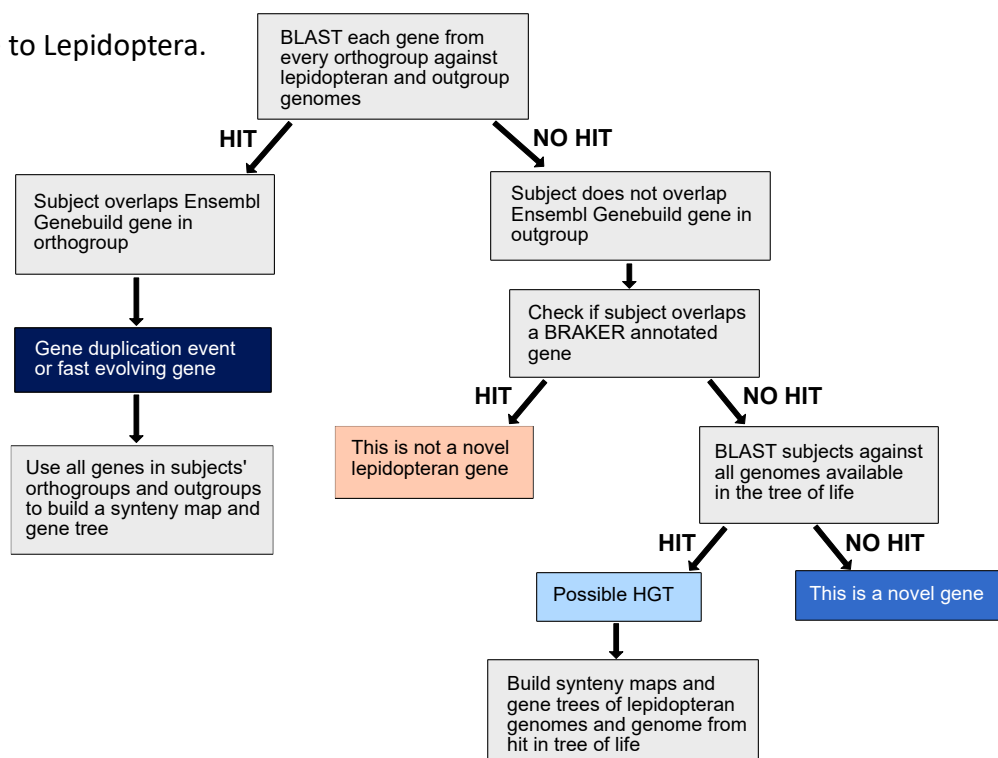 to Lepidoptera.
BLAST each gene from
every orthogroup against
lepidopteran and outgroup
genomes
HIT
NO HIT
Subject overlaps Ensembl
Genebuild gene in
orthogroup
Subject does not overlap
Ensembl Genebuild gene in
outgroup
Gene duplication event
or fast evolving gene
Check if subject overlaps
a BRAKER annotated
gene
HIT
NO HIT
Use all genes in subjects'
orthogroups and outgroups
to build a synteny map and
gene tree
This is not a novel
lepidopteran gene
BLAST subjects against
all genomes available
in the tree of life
HIT
NO HIT
Possible HGT
This is a novel gene
Build synteny maps and
gene trees of lepidopteran
genomes and genome from
hit in tree of life